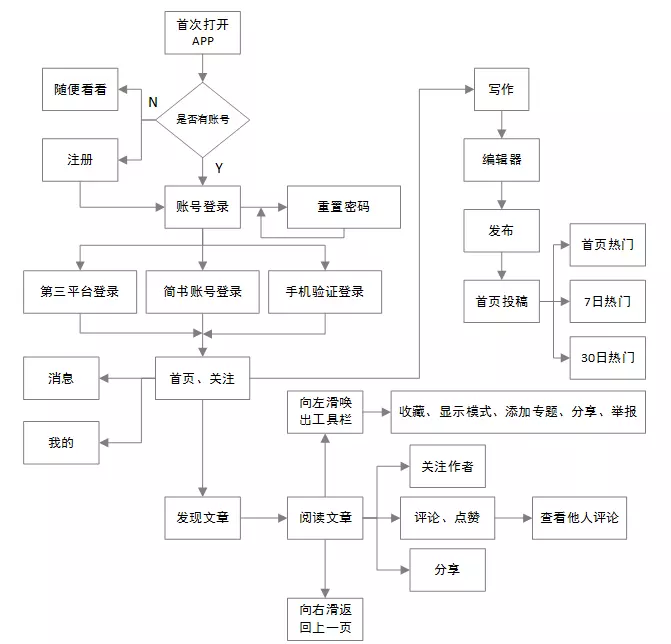 首次打开
APP
随便看看
N
是否有账号
注册
Y
账号登录
重置密码
第三平台登录
简书账号登录
手机验证登录
消息
首页、关注
我的
写作
编辑器
发布
首页投稿
首页热门
7日热门
30日热门
向左滑唤
出工具栏
收藏、显示模式、添加专题、分享、举报
关注作者
发现文章
阅读文章
评论、点赞
查看他人评论
分享
向右滑返
回上一页